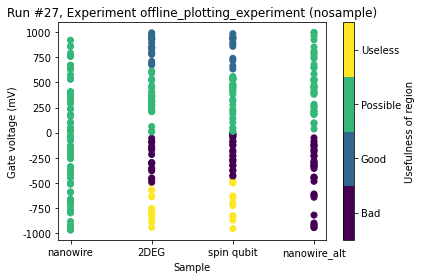 Run #27, Experiment offline_plotting_experiment (nosample)
1000
750
500
250
0
-250
-500
-750
-1000
Gate voltage (mV)
nanowire
2DEG
spin qubit
nanowire_alt
Sample
Useless
Possible
Good
Bad
Usefulness of region